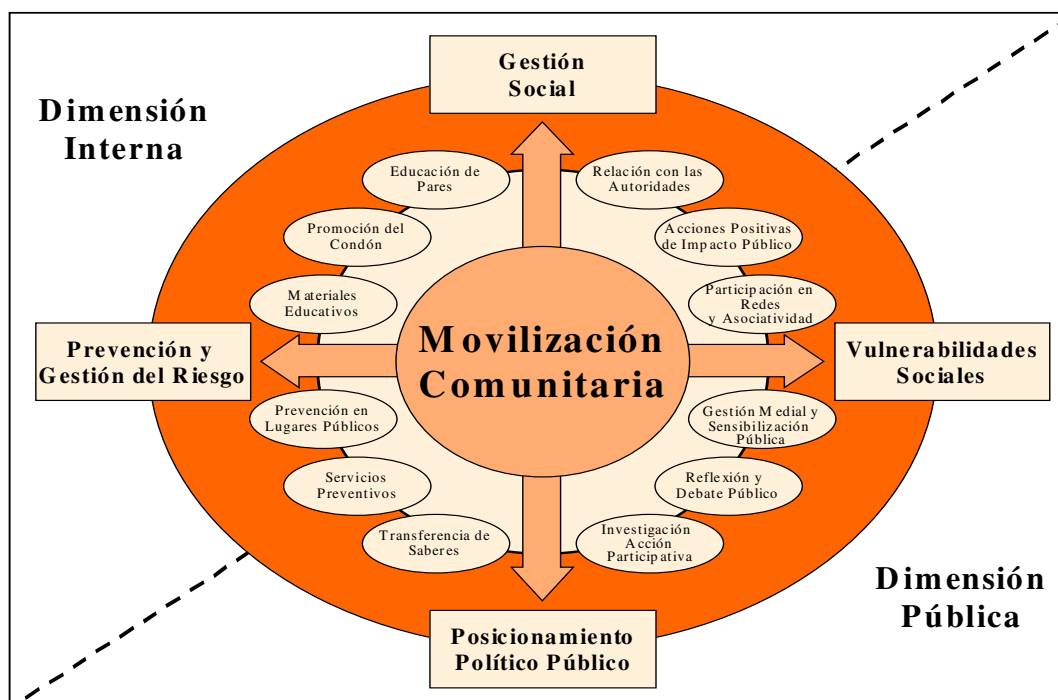 Gestión
Social
Dimensión
Interna
Educación de
Pares
Relación con las
Autoridades
Promoción del
Condón
Acciones Positivas
de Impacto Público
Materiales
Educativos
Participación en
Redes
y Asociatividad
Prevención y
Gestión del Riesgo
Movilización
Comunitaria
Vulnerabilidades
Sociales
Prevención en
Lugares Públicos
Gestión Medial y
Sensibilización
Pública
Servicios
Preventivos
Reflexión y
Debate Público
Transferencia de
Saberes
Investigación
Acción
Participativa
Dimensión
Pública
Posicionamiento
Político Público